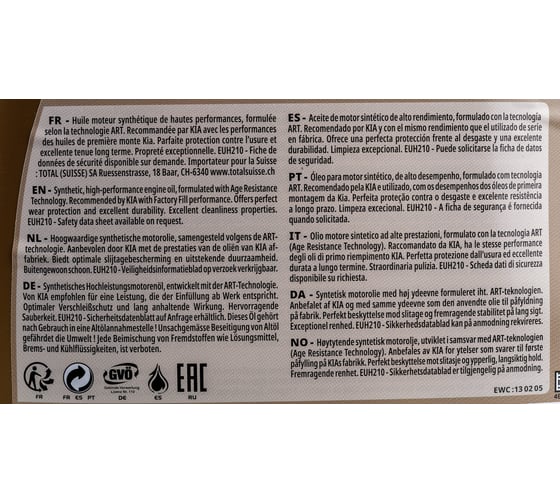 FR - Huile moteur synthétique de hautes performances, formulée
selon la technologie ART. Recommandée par KIA avec les performances
des huiles de première monte Kia. Parfaite protection contre l'usure et
excellente tenue long terme. Propreté exceptionnelle. EUH210 - Fiche de
données de sécurité disponible sur demande. Importateur pour la Suisse
: TOTAL (SUISSE) SA Ruessenstrasse, 18 Baar, CH-6340 www.totalsuisse.ch
EN - Synthetic, high-performance engine oil, formulated with Age Resistance
Technology. Recommended by KIA with Factory Fill performance. Offers perfect
wear protection and excellent durability. Excellent cleanliness properties.
EUH210 - Safety data sheet available on request.
NL - Hoogwaardige synthetische motorolie, samengesteld volgens de ART-
technologie. Aanbevolen door KIA met de prestaties van de oliën van KIA af-
fabriek. Biedt optimale slijtagebescherming en uitstekende duurzaamheid.
Buitengewoon schoon. EUH210 - Veiligheidsinformatieblad op verzoek verkrijgbaar.
DE - Synthetisches Hochleistungsmotorenöl, entwickelt mit der ART-Technologie.
Von KIA empfohlen für eine Leistung, die der Einfüllung ab Werk entspricht.
Optimaler Verschleißschutz und lang anhaltende Wirkung. Hervorragende
Sauberkeit. EUH210 - Sicherheitsdatenblatt auf Anfrage erhältlich. Dieses Öl gehört
nach Gebrauch in eine Altölannahmestelle ! Unsachgemässe Beseitigung von Altöl
gefährdet die Umwelt ! Jede Beimischung von Fremdstoffen wie Lösungsmittel,
Brems- und Kühlflüssigkeiten, ist verboten.
ES - Aceite de motor sintético de alto rendimiento, formulado con la tecnología
ART. Recomendado por KIA y con el mismo rendimiento que el utilizado de serie
en fábrica. Ofrece una perfecta protección frente al desgaste y una excelente
durabilidad. Limpieza excepcional. EUH210 - Puede solicitarse la ficha de datos
de seguridad.
PT - Óleo para motor sintético, de alto desempenho, formulado com tecnologia
ART. Recomendado pela KIA e utilizado, com os desempenhos dos óleos de primeira
montagem da Kia. Perfeita proteção contra o desgaste e excelente resistência
a longo prazo. Limpeza excecional. EUH210 - A ficha de segurança é fornecida
quando solicitada.
IT - Olio motore sintetico ad alte prestazioni, formulato con tecnologia ART
(Age Resistance Technology). Raccomandato da KIA, ha le stesse performance
degli oli di primo riempimento KIA. Perfetta protezione dall'usura ed eccellente
durata a lungo termine. Straordinaria pulizia. EUH210 - Scheda dati di sicurezza
disponibile su richiesta.
DA - Syntetisk motorolie med høj ydeevne formuleret iht. ART-teknologien.
Anbefalet af KIA med samme ydeevne som den anvendte olie til påfyldning
på fabrik. Perfekt beskyttelse mod slitage og fremragende stabilitet på lang sigt.
Exceptionel renhed. EUH210 - Sikkerhedsdatablad kan på anmodning rekvireres.
NO - Høytytende syntetisk motorolje, utviklet i samsvar med ART-teknologien
(Age Resistance Technology). Anbefales av KIA for ytelser som svarer til første
påfylling på KIAs fabrikk. Perfekt beskyttelse mot slitasje og ypperlig, langsiktig hold.
Fremragende renhet. EUH210 - Sikkerhetsdatablad er tilgjengelig på anmodning.
EWC : 13 02 05
GVÖ
EAC
FR
FR ES PT
DE
ES
RU